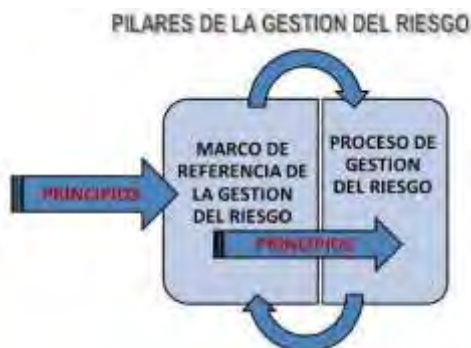 PILARES DE LA GESTION DEL RIESGO
MARCO DE
REFERENCIA DE
LA GESTION
DEL RIESGO
PROCESO DE
GESTION
DEL RIESGO
PRINCIPIOS
PRINCIPIOS